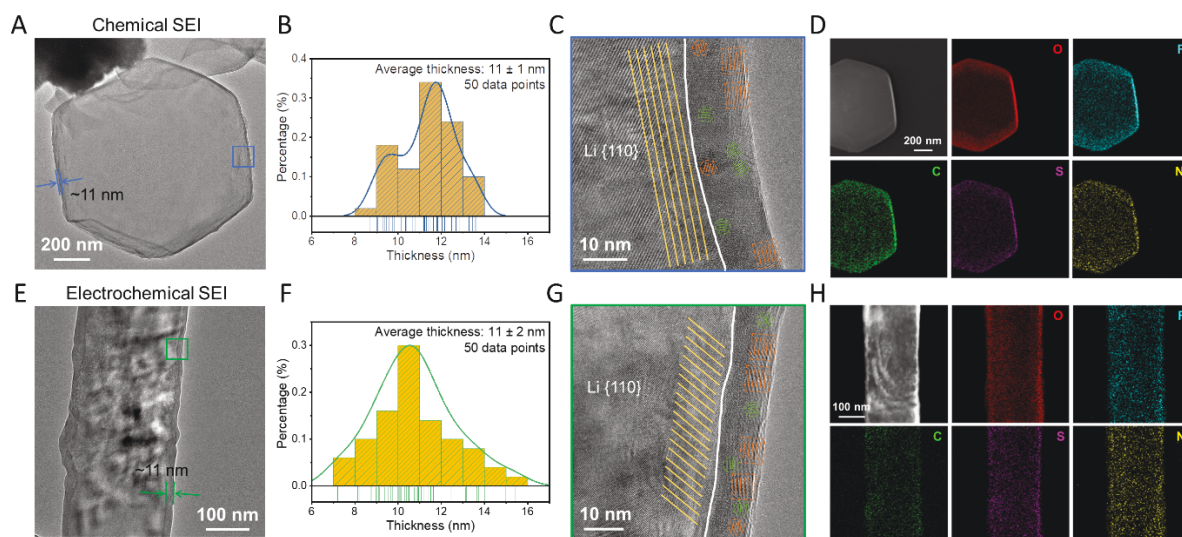 A
Chemical SEI
~11 nm
200 nm
B
Average thickness: 11 ± 1 nm
50 data points
Percentage (%)
0.4
0.3
0.2
0.1
0.0
6 8 10 12 14 16
Thickness (nm)
C
Li {110}
10 nm
D
200 nm
O
C
S
N
E
Electrochemical SEI
~11 nm
100 nm
F
Average thickness: 11 ± 2 nm
50 data points
Percentage (%)
0.3
0.2
0.1
0.0
6 8 10 12 14 16
Thickness (nm)
G
Li {110}
10 nm
H
100 nm
O
C
S
N